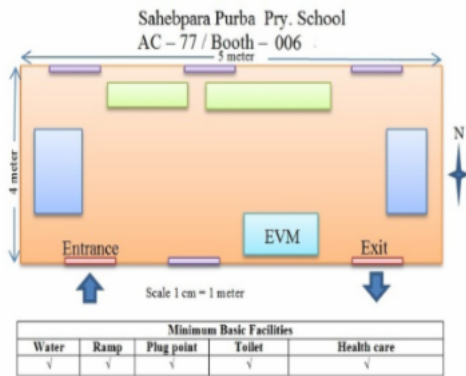 Sahebpara Purba Pry. School
AC – 77 / Booth – 006
5 meter
4 meter
N
Entrance
EVM
Exit
Scale 1 cm = 1 meter
Minimum Basic Facilities
Water Ramp Plug point Toilet Health care
√ √ √ √ √